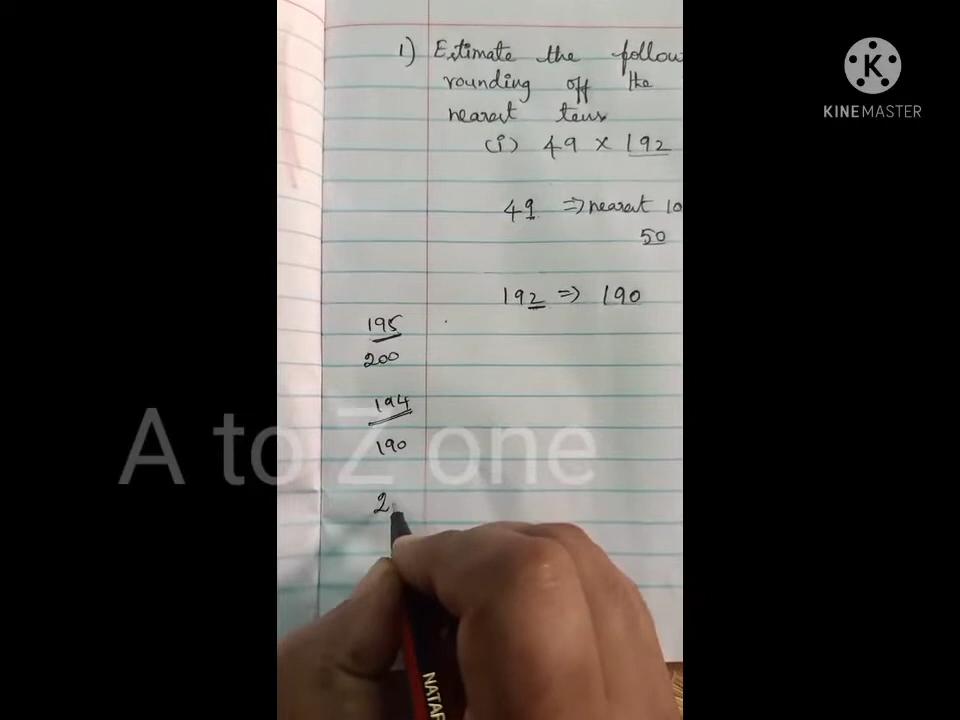 1) Estimate the follow
rounding off the
nearest tens
(i) 49 × 192
49 ⇒ nearest 10
50
192 ⇒ 190
195
200
194
190
2
K
KINEMASTER
A to Z one
NATAR